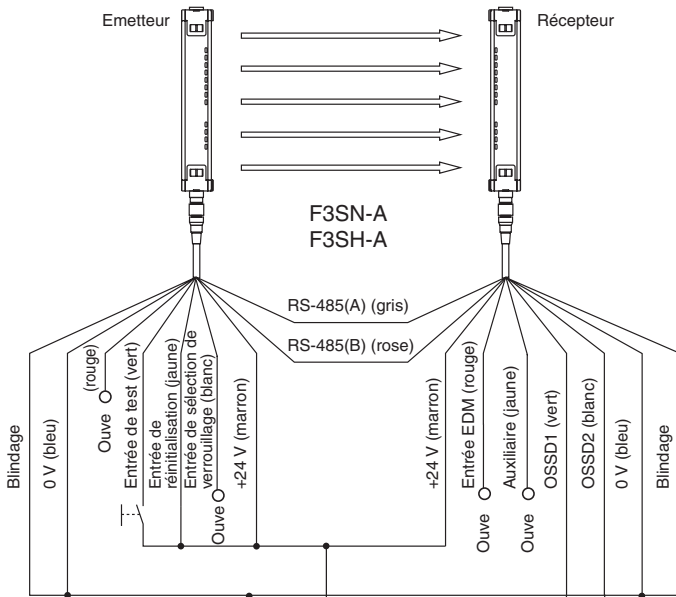 Emetteur
Récepteur
F3SN-A
F3SH-A
RS-485(A) (gris)
RS-485(B) (rose)
Blindage
0 V (bleu)
(rouge)
Ouve
Entrée de test (vert)
Entrée de
réinitialisation (jaune)
Entrée de sélection de
verrouillage (blanc)
Ouve
+24 V (marron)
+24 V (marron)
Entrée EDM (rouge)
Ouve
Auxiliaire (jaune)
Ouve
OSSD1 (vert)
OSSD2 (blanc)
0 V (bleu)
Blindage